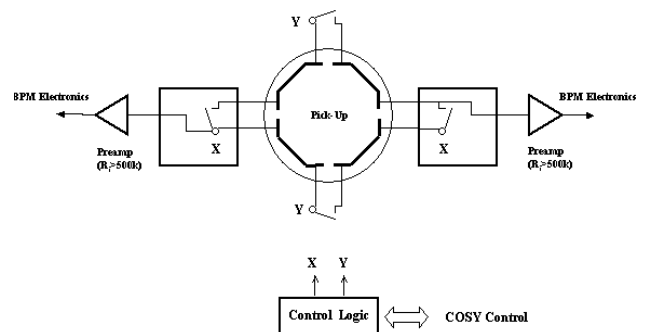 Y
BPM Electronics
BPM Electronics
Pick-Up
X
X
Preamp
(Ri>500k)
Preamp
(Ri>500k)
Y
X Y
Control Logic
COSY Control